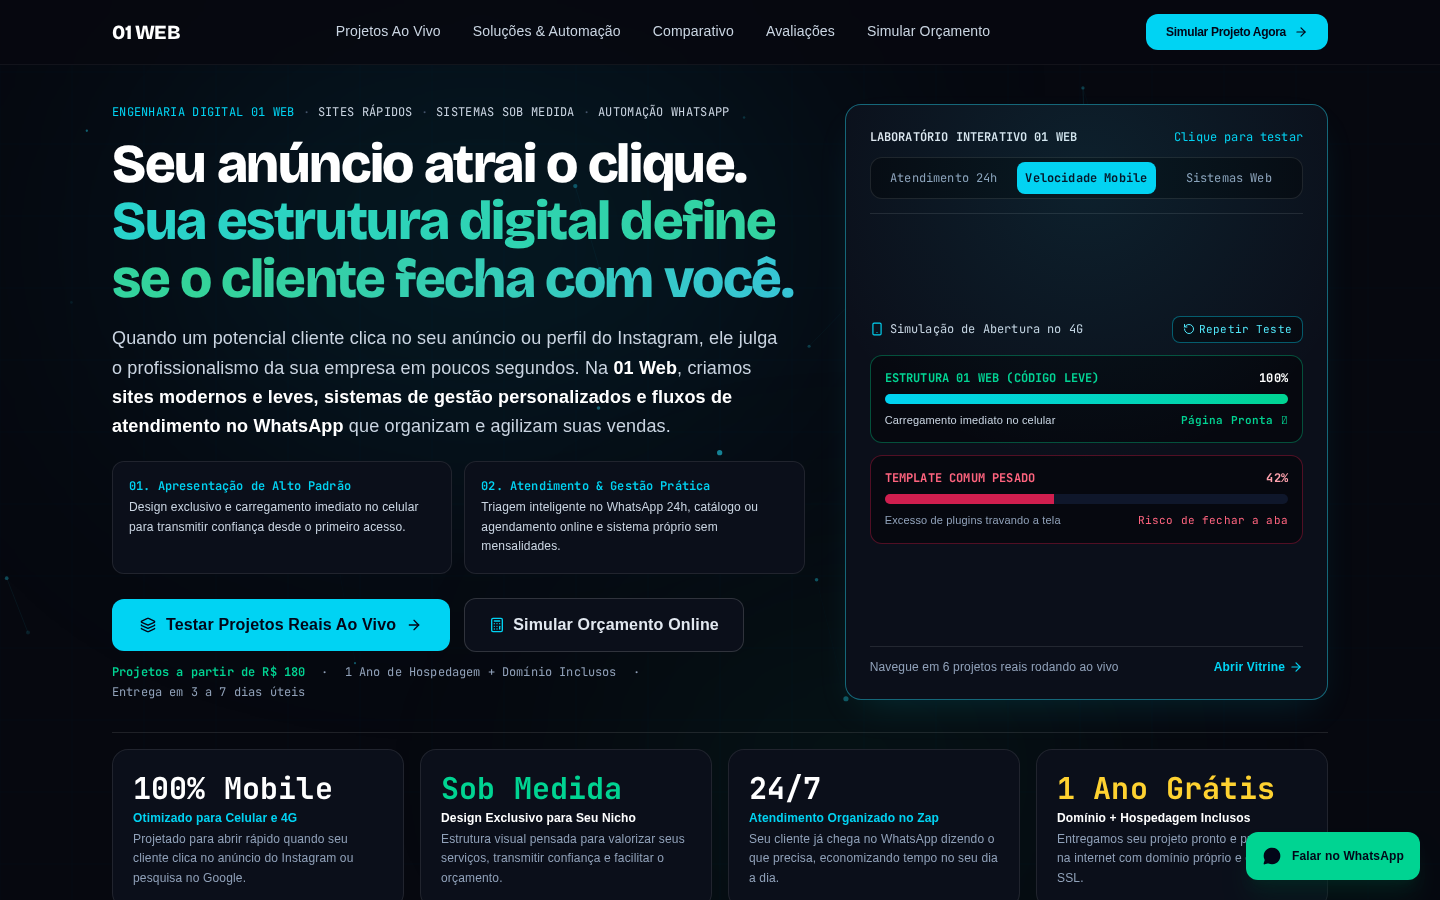 01 WEB
Projetos Ao Vivo
Soluções & Automação
Comparativo
Avaliações
Simular Orçamento
Simular Projeto Agora
ENGENHARIA DIGITAL 01 WEB · SITES RÁPIDOS · SISTEMAS SOB MEDIDA · AUTOMAÇÃO WHATSAPP
Seu anúncio atrai o clique.
Sua estrutura digital define
se o cliente fecha com você.
Quando um potencial cliente clica no seu anúncio ou perfil do Instagram, ele julga
o profissionalismo da sua empresa em poucos segundos. Na 01 Web, criamos
sites modernos e leves, sistemas de gestão personalizados e fluxos de
atendimento no WhatsApp que organizam e agilizam suas vendas.
01. Apresentação de Alto Padrão
Design exclusivo e carregamento imediato no celular
para transmitir confiança desde o primeiro acesso.
02. Atendimento & Gestão Prática
Triagem inteligente no WhatsApp 24h, catálogo ou
agendamento online e sistema próprio sem
mensalidades.
Testar Projetos Reais Ao Vivo
Simular Orçamento Online
Projetos a partir de R$ 180 · 1 Ano de Hospedagem + Domínio Inclusos ·
Entrega em 3 a 7 dias úteis
LABORATÓRIO INTERATIVO 01 WEB
Clique para testar
Atendimento 24h
Velocidade Mobile
Sistemas Web
Simulação de Abertura no 4G
Repetir Teste
ESTRUTURA 01 WEB (CÓDIGO LEVE)
100%
Carregamento imediato no celular
Página Pronta
TEMPLATE COMUM PESADO
42%
Excesso de plugins travando a tela
Risco de fechar a aba
Navegue em 6 projetos reais rodando ao vivo
Abrir Vitrine
100% Mobile
Otimizado para Celular e 4G
Projetado para abrir rápido quando seu
cliente clica no anúncio do Instagram ou
pesquisa no Google.
Sob Medida
Design Exclusivo para Seu Nicho
Estrutura visual pensada para valorizar seus
serviços, transmitir confiança e facilitar o
orçamento.
24/7
Atendimento Organizado no Zap
Seu cliente já chega no WhatsApp dizendo o
que precisa, economizando tempo no seu dia
a dia.
1 Ano Grátis
Domínio + Hospedagem Inclusos
Entregamos seu projeto pronto e
na internet com domínio próprio e
SSL.
Falar no WhatsApp